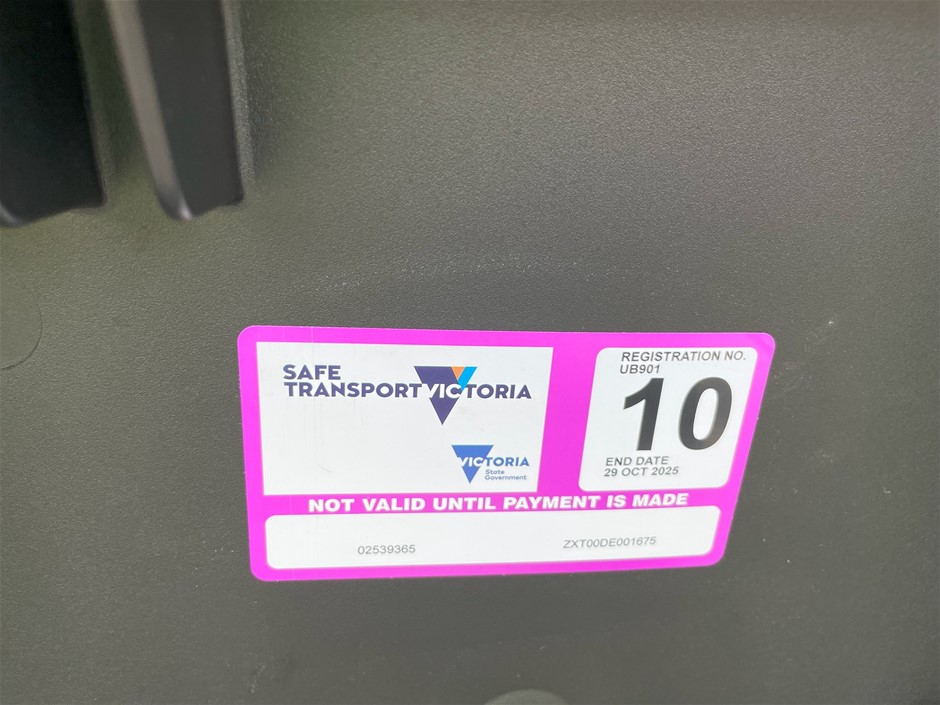 SAFE
TRANSPORT VICTORIA
VICTORIA
State
Government
REGISTRATION NO.
UB901
10
END DATE
29 OCT 2025
NOT VALID UNTIL PAYMENT IS MADE
02539365
ZXT00DE001675